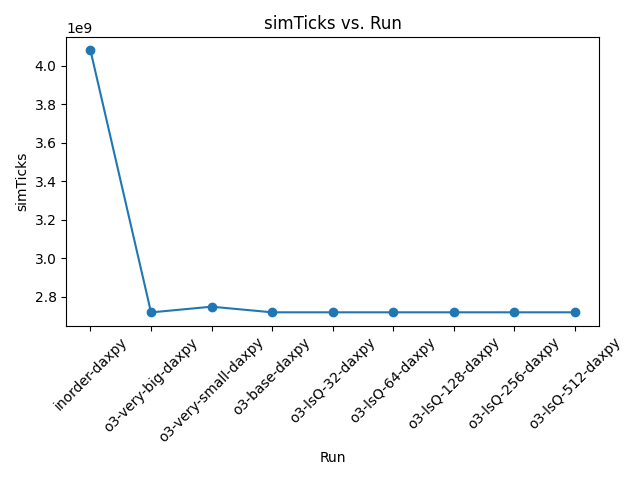 simTicks vs. Run
1e9
4.0
3.8
3.6
3.4
3.2
3.0
2.8
simTicks
inorder-daxpy
o3-very-big-daxpy
o3-very-small-daxpy
o3-base-daxpy
o3-lsQ-32-daxpy
o3-lsQ-64-daxpy
o3-lsQ-128-daxpy
o3-lsQ-256-daxpy
o3-lsQ-512-daxpy
Run